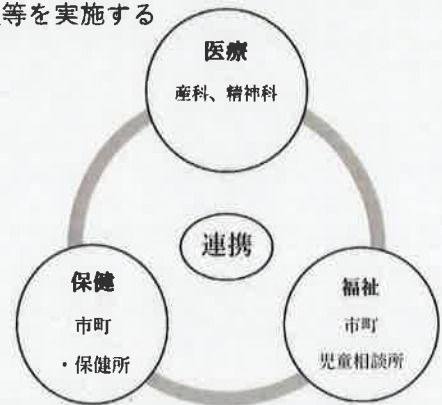 等を実施する
医療
産科、精神科
連携
保健
市町
・保健所
福祉
市町
児童相談所